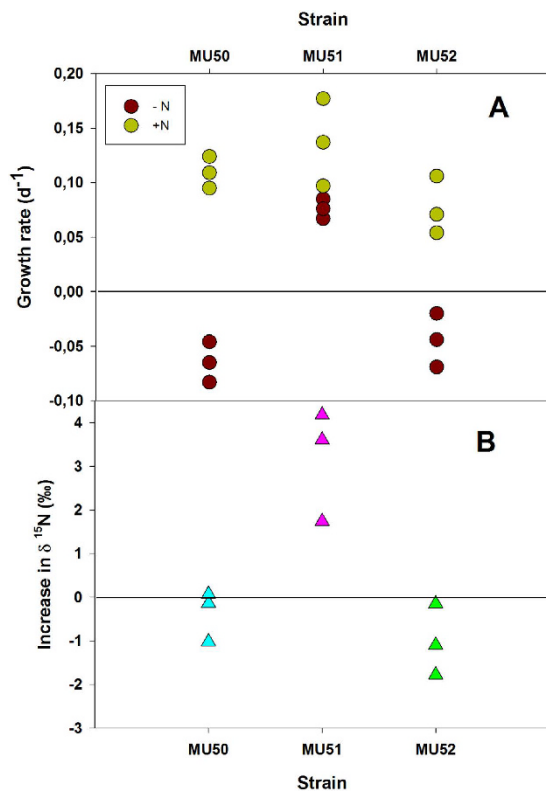 Strain
MU50 MU51 MU52
0,20
- N
+N
A
0,15
0,10
0,05
0,00
-0,05
-0,10
Growth rate (d⁻¹)
4
B
3
2
1
0
-1
-2
-3
Increase in δ ¹⁵N (‰)
MU50 MU51 MU52
Strain